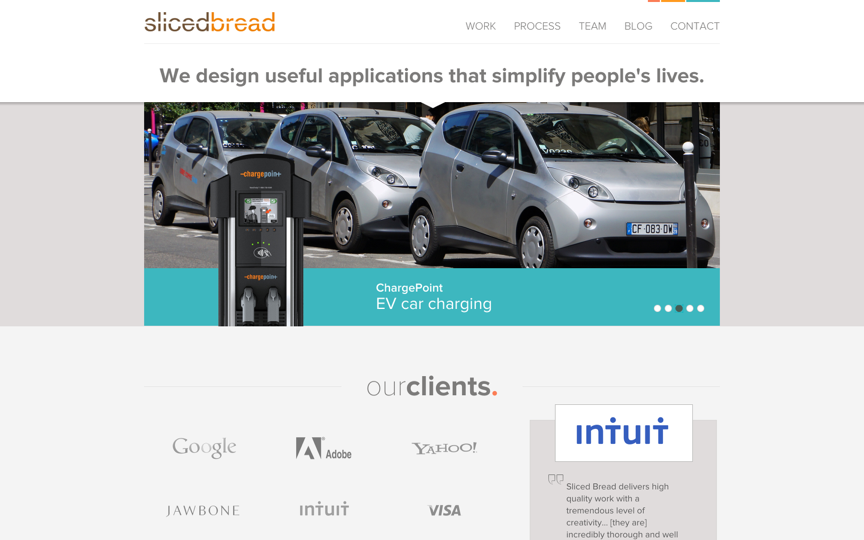 slicedbread
WORK PROCESS TEAM BLOG CONTACT
We design useful applications that simplify people's lives.
-chargepoin+
-chargepoin+
CF-083-DW
ChargePoint
EV car charging
ourclients.
Google
Adobe
YAHOO!
JAWBONE
intuit
VISA
intuit
Sliced Bread delivers high
quality work with a
tremendous level of
creativity... [they are]
incredibly thorough and well